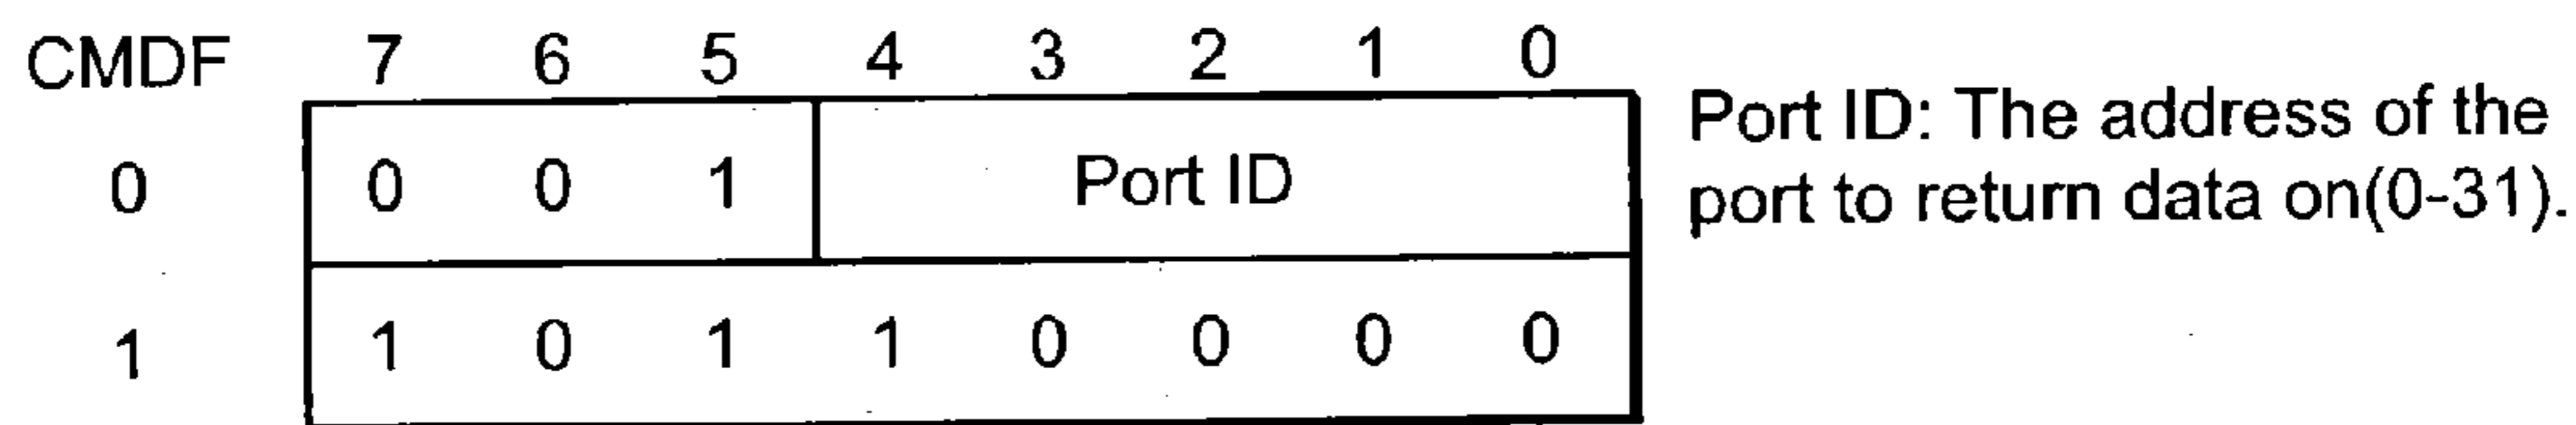 CMDF 7 6 5 4 3 2 1 0
0 0 0 1 Port ID
1 1 0 1 1 0 0 0 0
Port ID: The address of the
port to return data on(0-31).